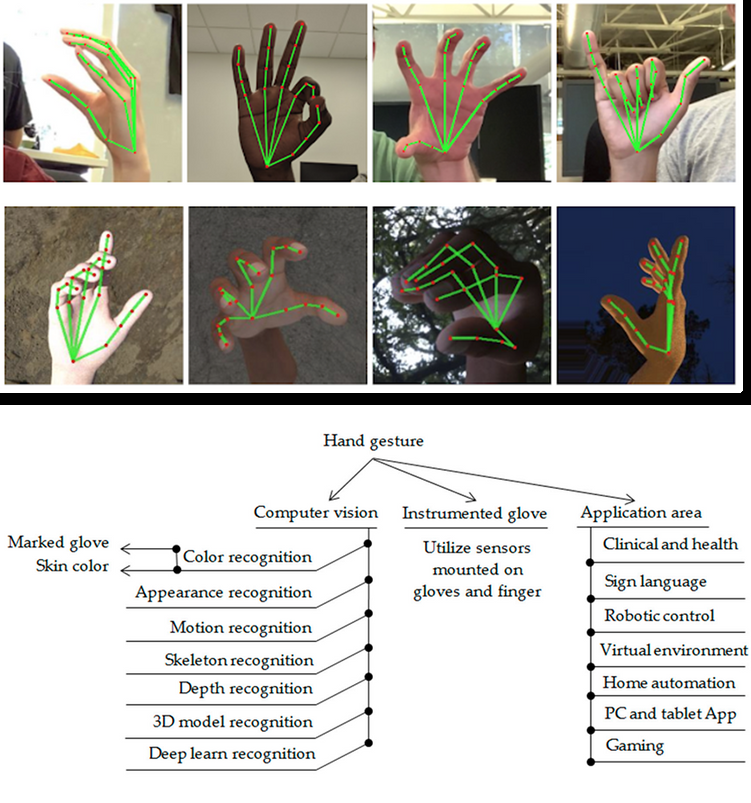 Hand gesture
Computer vision
Marked glove
Skin color
Color recognition
Appearance recognition
Motion recognition
Skeleton recognition
Depth recognition
3D model recognition
Deep learn recognition
Instrumented glove
Utilize sensors
mounted on
gloves and finger
Application area
Clinical and health
Sign language
Robotic control
Virtual environment
Home automation
PC and tablet App
Gaming